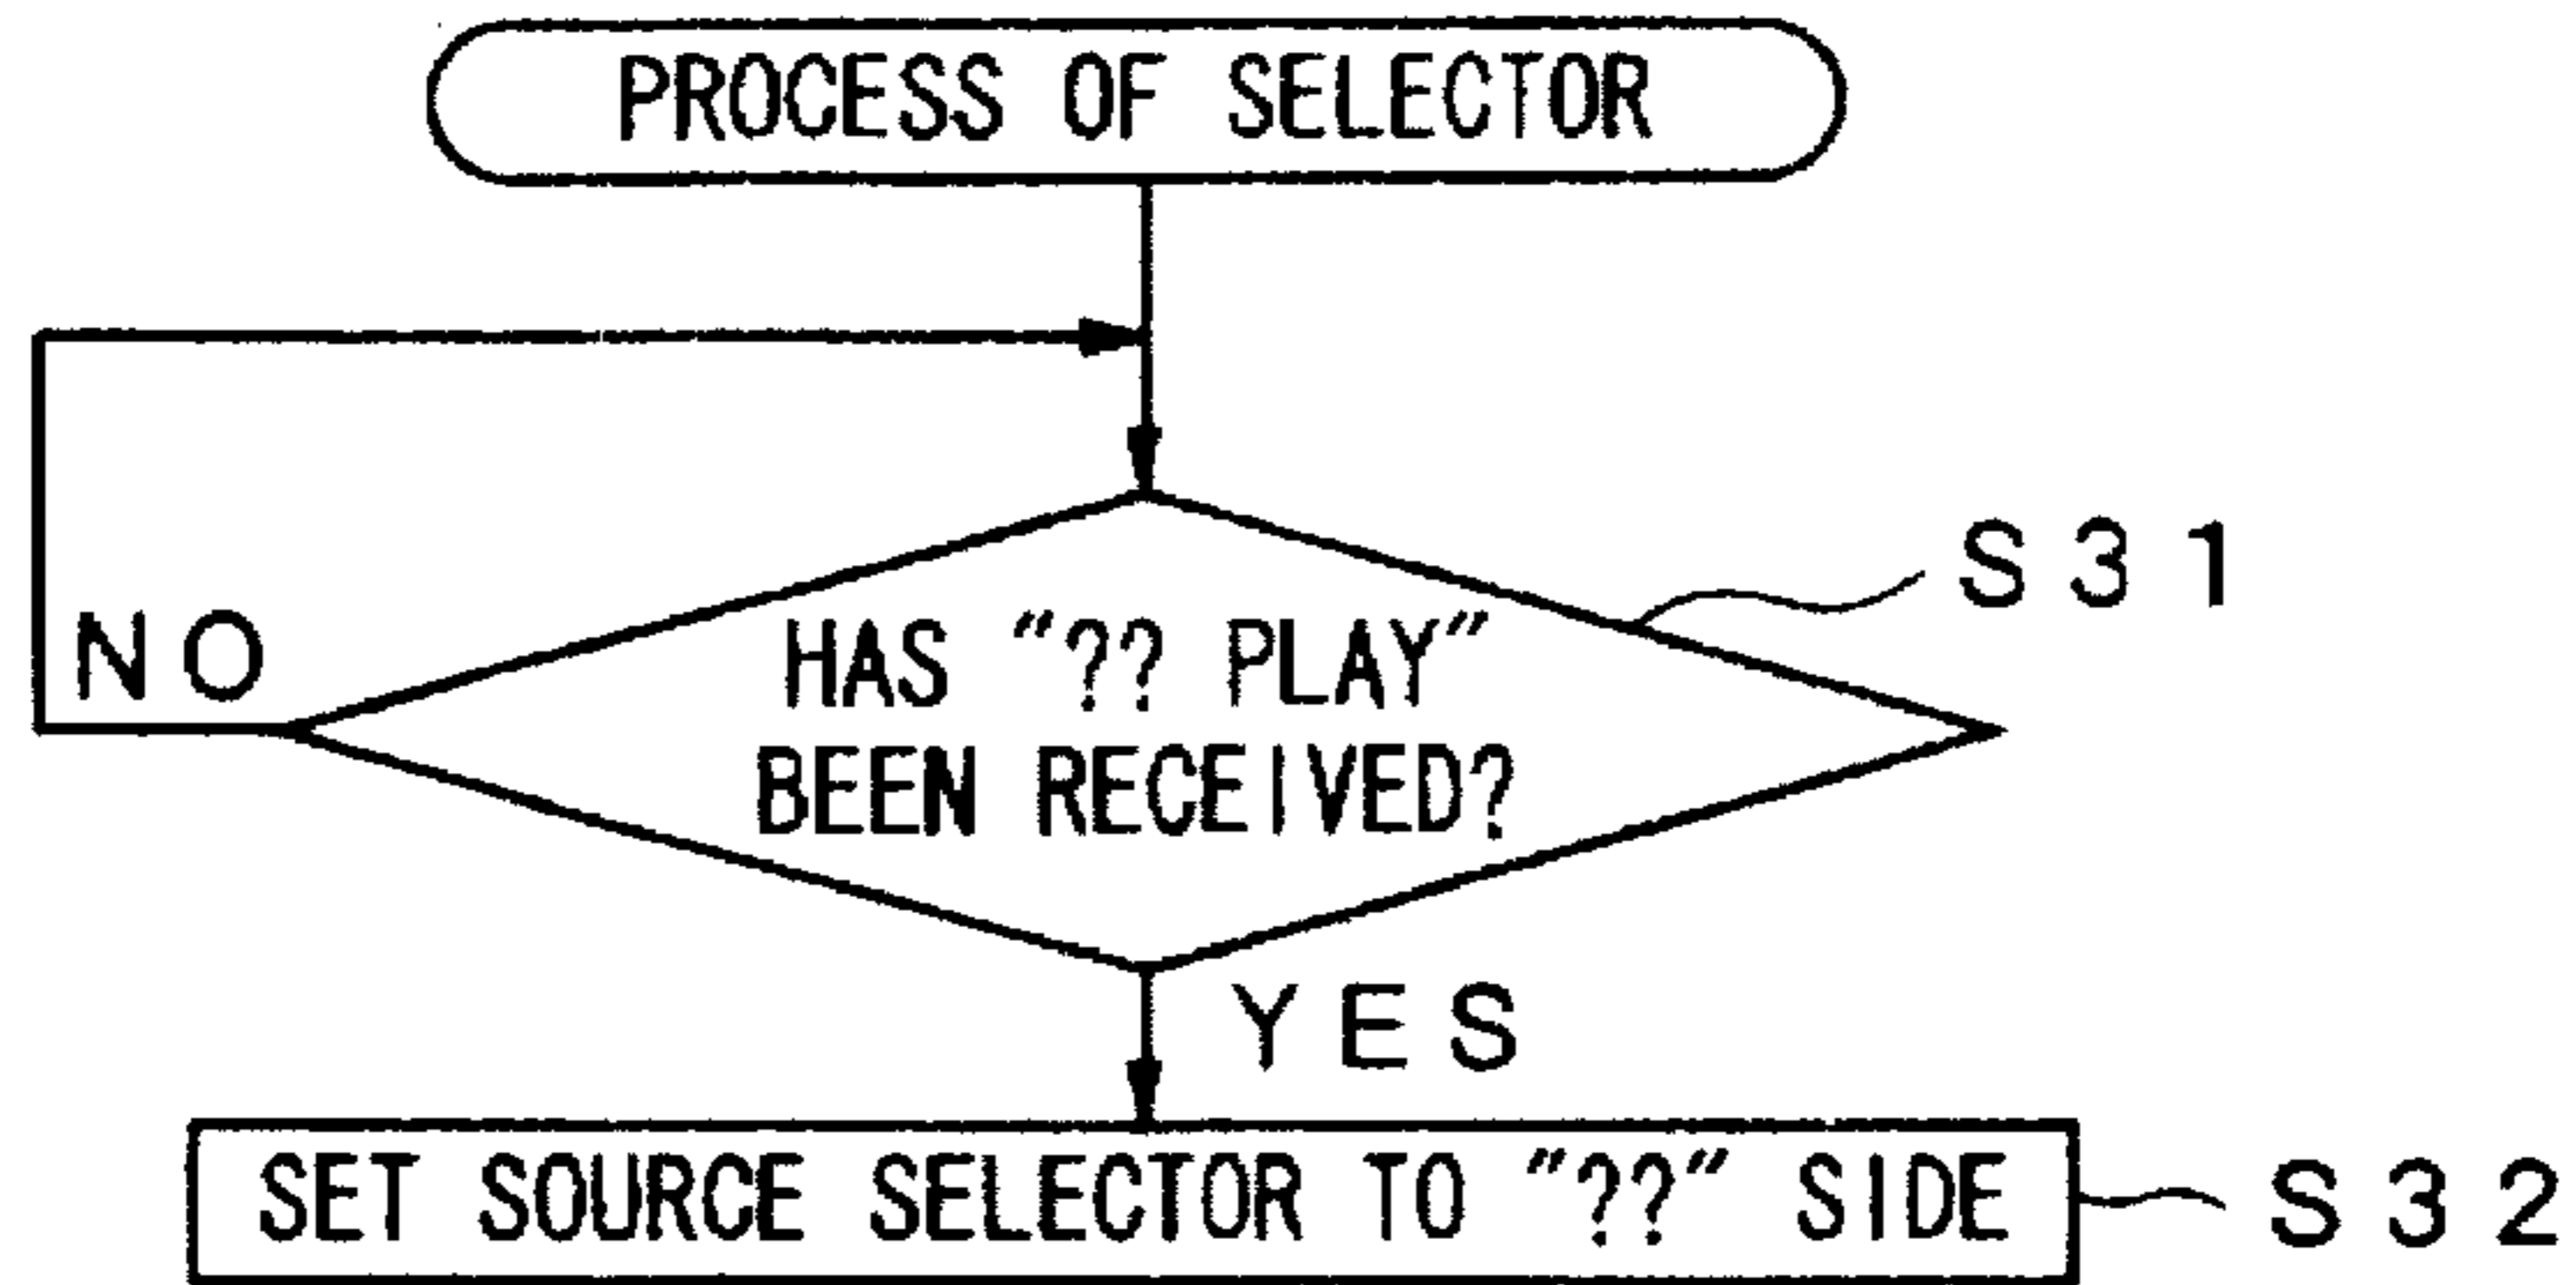 PROCESS OF SELECTOR
S31
HAS "?? PLAY"
BEEN RECEIVED?
NO
YES
SET SOURCE SELECTOR TO "??" SIDE
S32